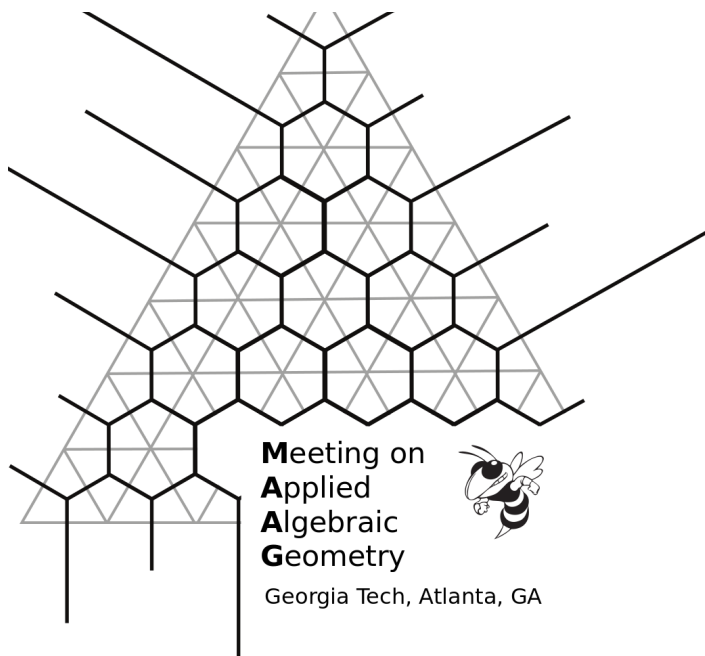 Meeting on
Applied
Algebraic
Geometry
Georgia Tech, Atlanta, GA